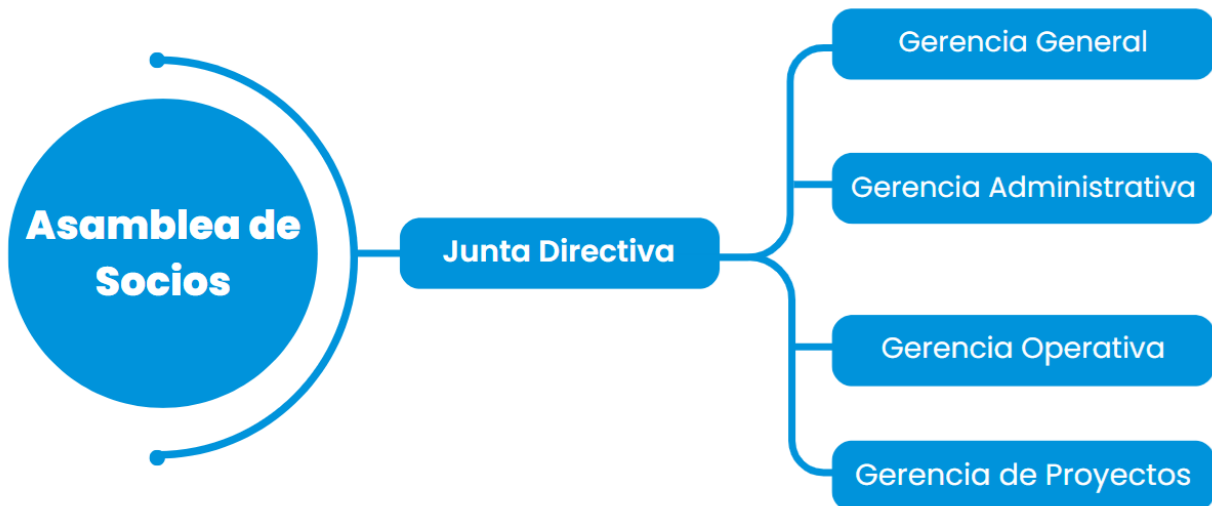 Asamblea de
Socios
Junta Directiva
Gerencia General
Gerencia Administrativa
Gerencia Operativa
Gerencia de Proyectos